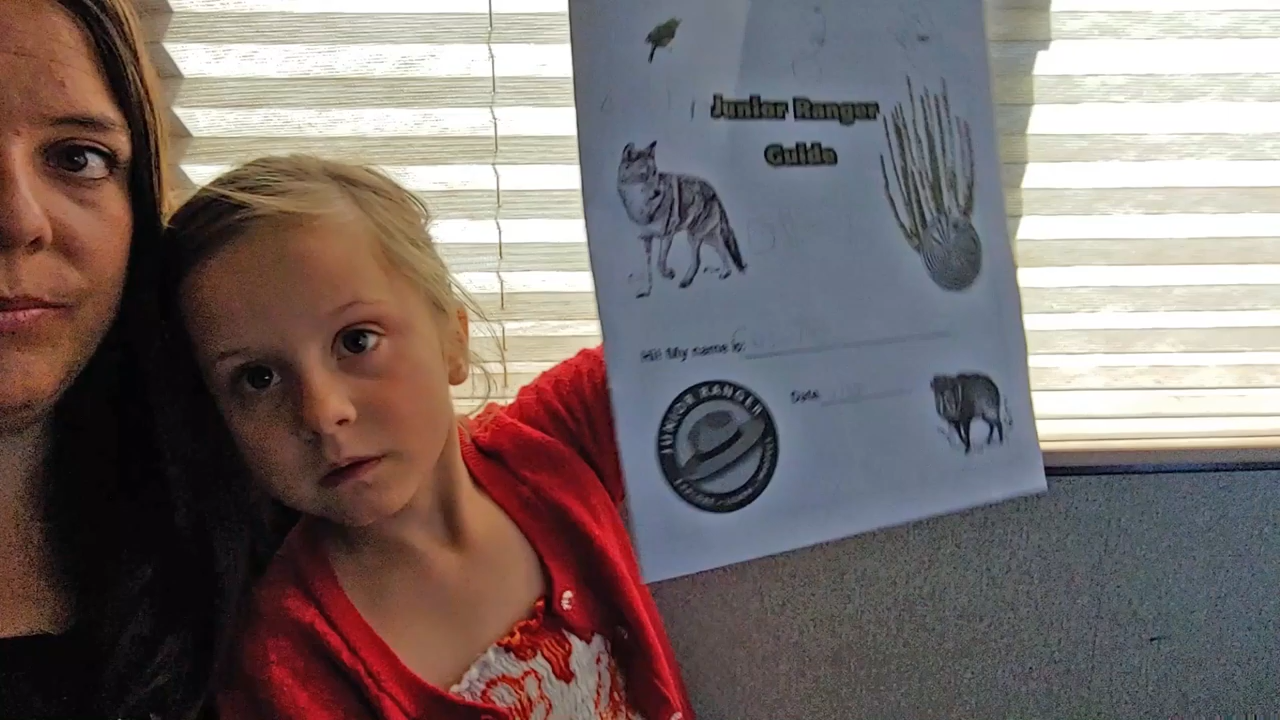 Junior Ranger
Guide
Hi! My name is:
Date
JUNIOR RANGER